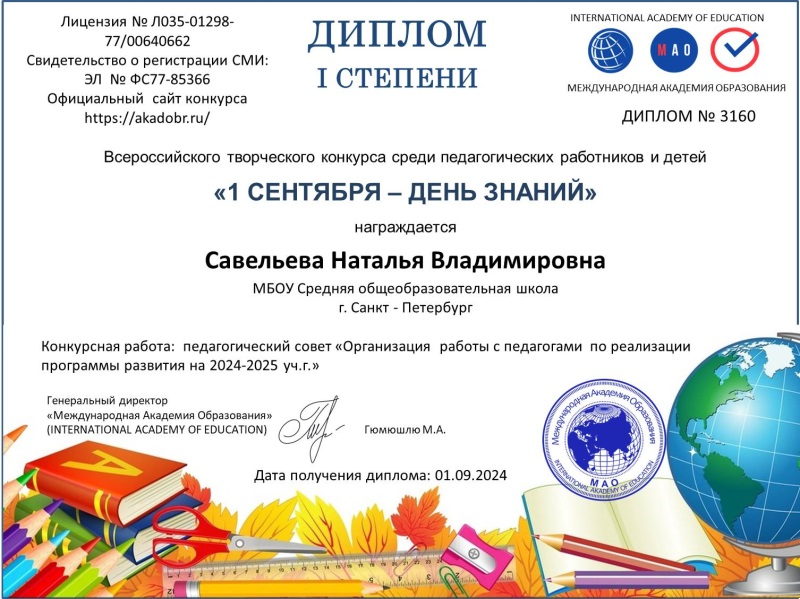 Лицензия № Л035-01298-
77/00640662
Свидетельство о регистрации СМИ:
ЭЛ № ФС77-85366
Официальный сайт конкурса
https://akadobr.ru/
ДИПЛОМ
I СТЕПЕНИ
INTERNATIONAL ACADEMY OF EDUCATION
МАО
МЕЖДУНАРОДНАЯ АКАДЕМИЯ ОБРАЗОВАНИЯ
ДИПЛОМ № 3160
Всероссийского творческого конкурса среди педагогических работников и детей
«1 СЕНТЯБРЯ – ДЕНЬ ЗНАНИЙ»
награждается
Савельева Наталья Владимировна
МБОУ Средняя общеобразовательная школа
г. Санкт - Петербург
Конкурсная работа: педагогический совет «Организация работы с педагогами по реализации
программы развития на 2024-2025 уч.г.»
Генеральный директор
«Международная Академия Образования»
(INTERNATIONAL ACADEMY OF EDUCATION)
Гюмюшлю М.А.
Международная Академия Образования
INTERNATIONAL ACADEMY OF EDUCATION
МАО
Дата получения диплома: 01.09.2024
A